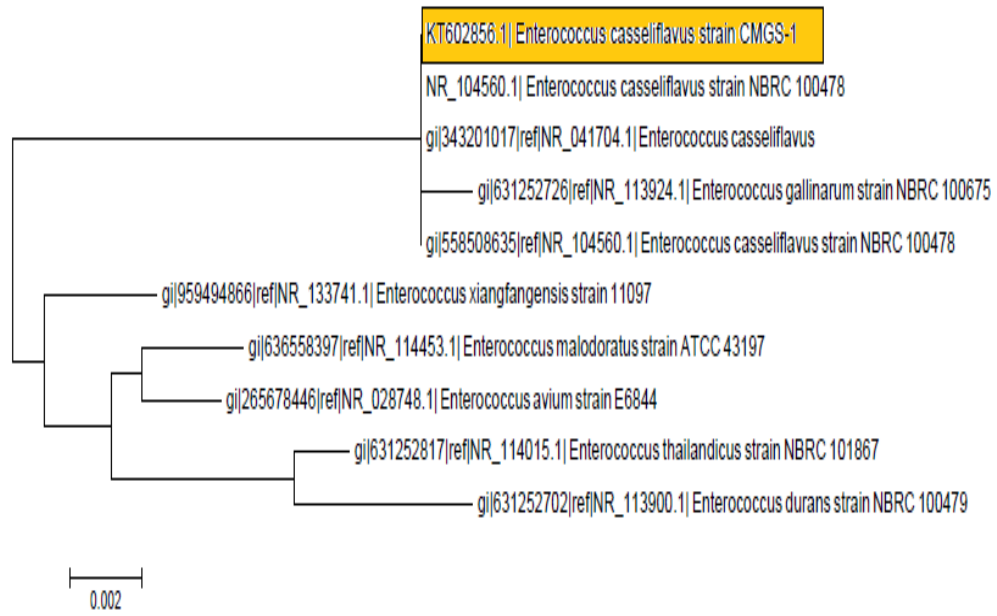 KT602856.1| Enterococcus casseliflavus strain CMGS-1
NR_104560.1| Enterococcus casseliflavus strain NBRC 100478
gi|343201017|ref|NR_041704.1| Enterococcus casseliflavus
gi|631252726|ref|NR_113924.1| Enterococcus gallinarum strain NBRC 100675
gi|558508635|ref|NR_104560.1| Enterococcus casseliflavus strain NBRC 100478
gi|959494866|ref|NR_133741.1| Enterococcus xiangfangensis strain 11097
gi|636558397|ref|NR_114453.1| Enterococcus malodoratus strain ATCC 43197
gi|265678446|ref|NR_028748.1| Enterococcus avium strain E6844
gi|631252817|ref|NR_114015.1| Enterococcus thailandicus strain NBRC 101867
gi|631252702|ref|NR_113900.1| Enterococcus durans strain NBRC 100479
0.002